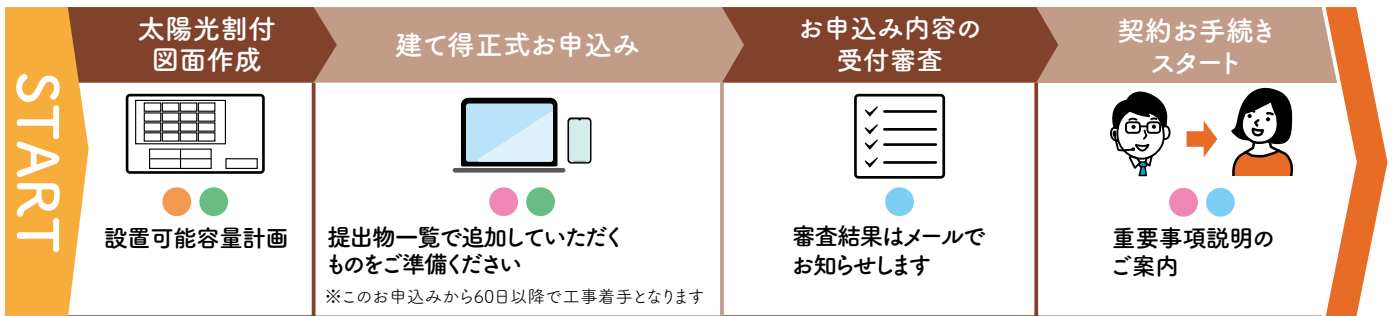 START
太陽光割付
図面作成
設置可能容量計画
建て得正式お申込み
提出物一覧で追加していただく
ものをご準備ください
※このお申込みから60日以降で工事着手となります
お申込み内容の
受付審査
審査結果はメールで
お知らせします
契約お手続き
スタート
重要事項説明の
ご案内